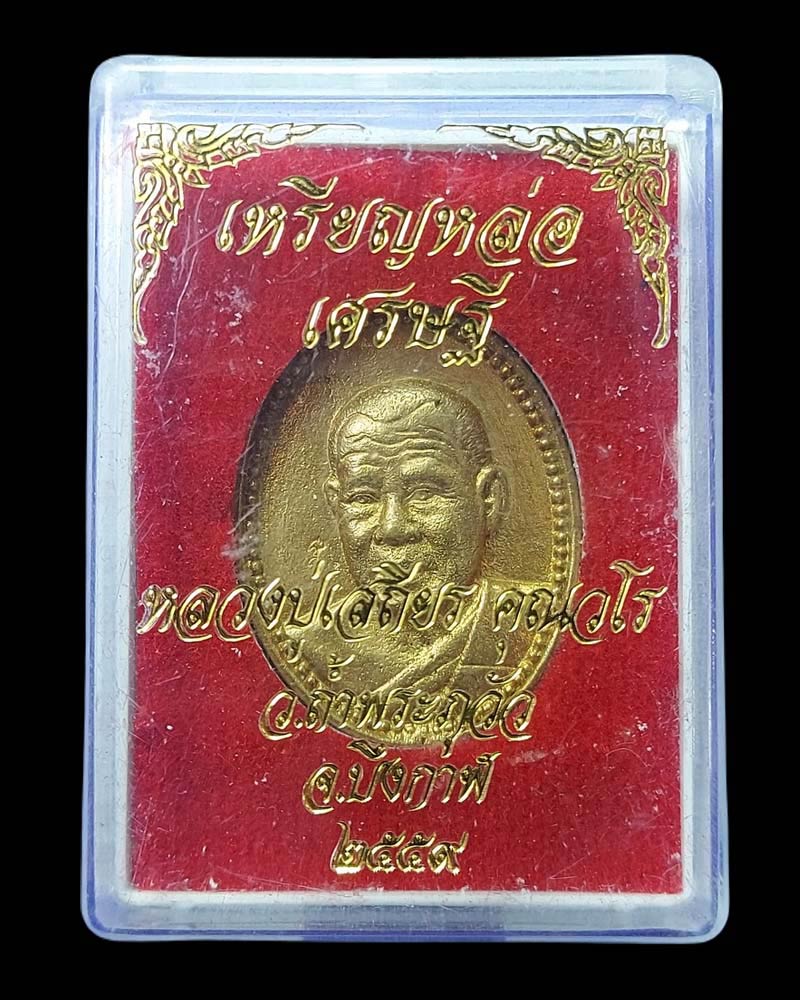 เหรียญหล่อ
เศรษฐี
หลวงปู่เสถียร คุณวโร
ว.ถ้ำพระภูวัว
จ.บึงกาฬ
๒๕๕๙